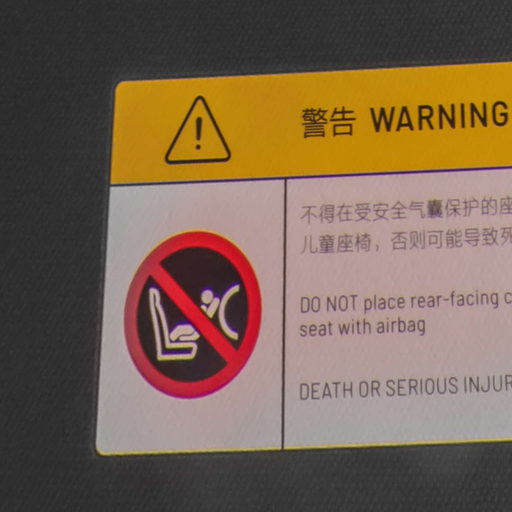 警告 WARNING
不得在受安全气囊保护的座
儿童座椅，否则可能导致死
DO NOT place rear-facing c
seat with airbag
DEATH OR SERIOUS INJUR